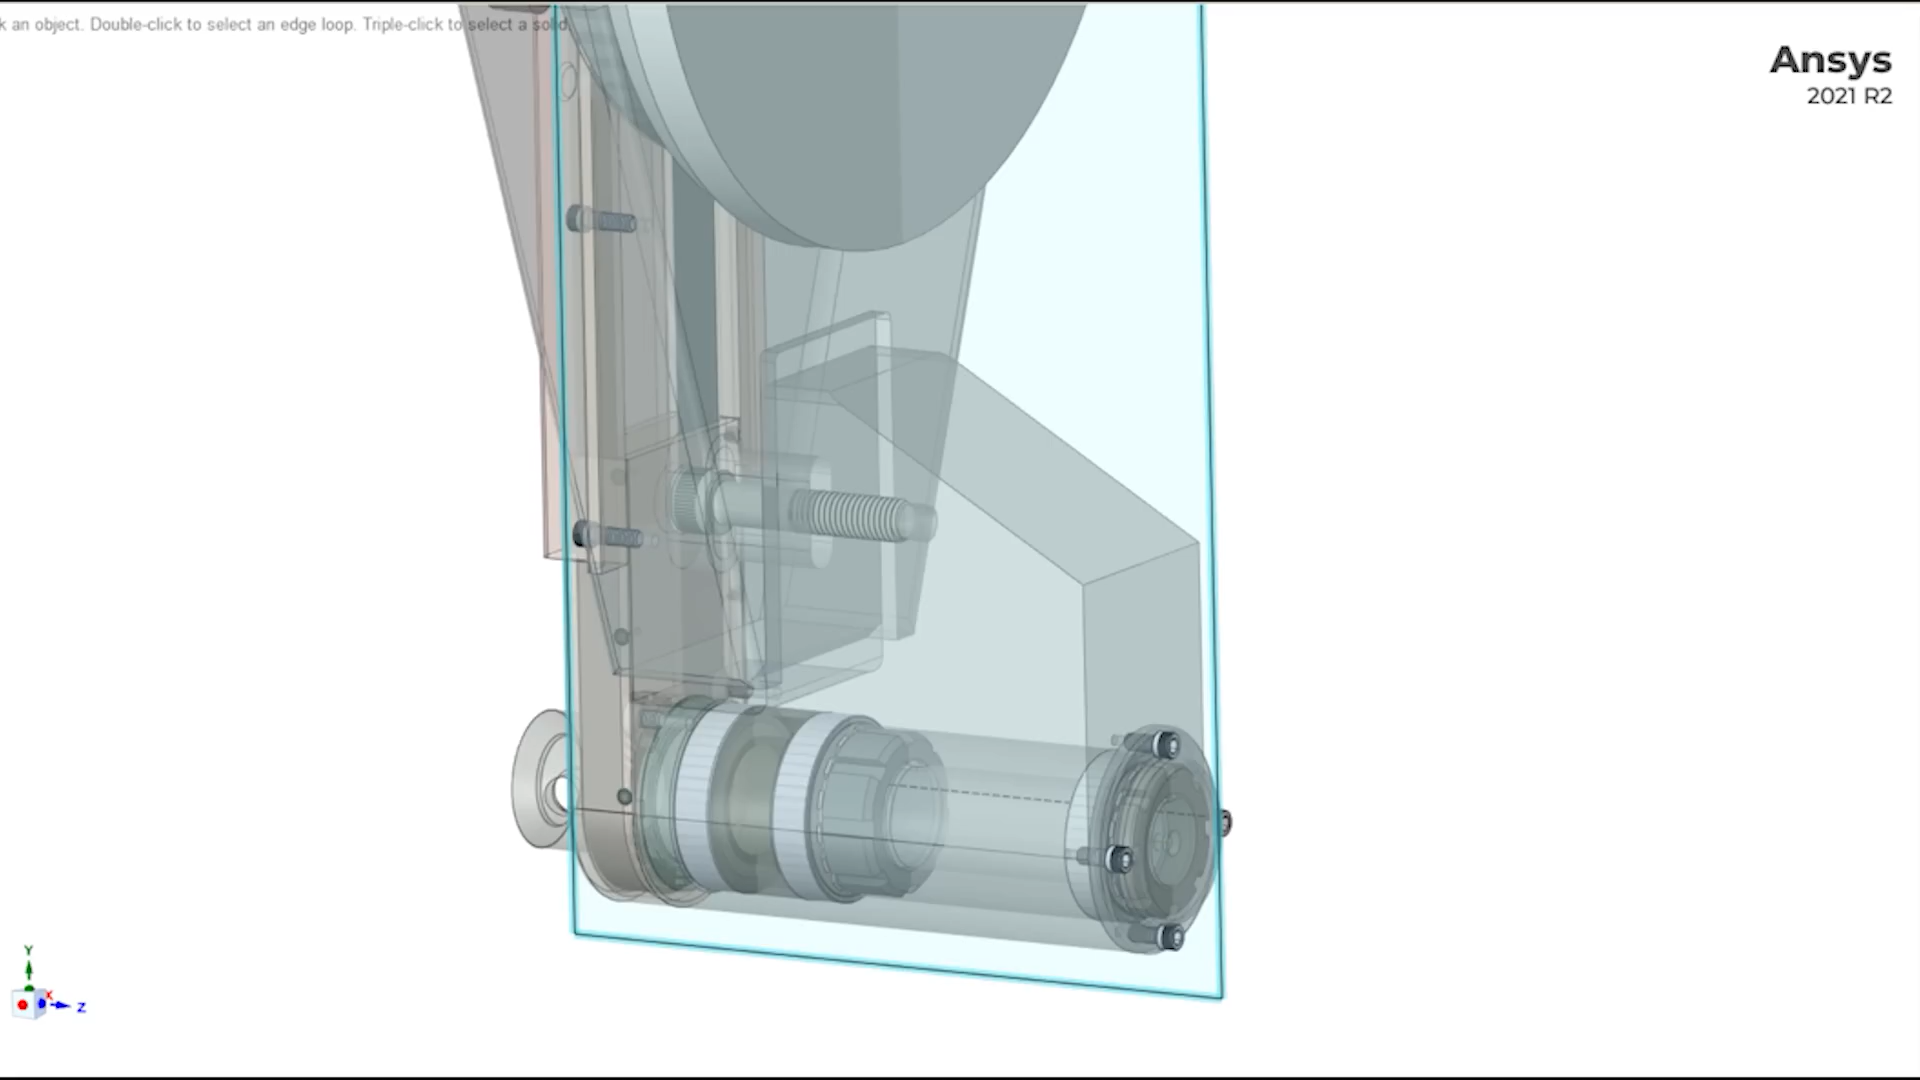 k an object. Double-click to select an edge loop. Triple-click to select a solid.
Ansys
2021 R2
Y
X
Z